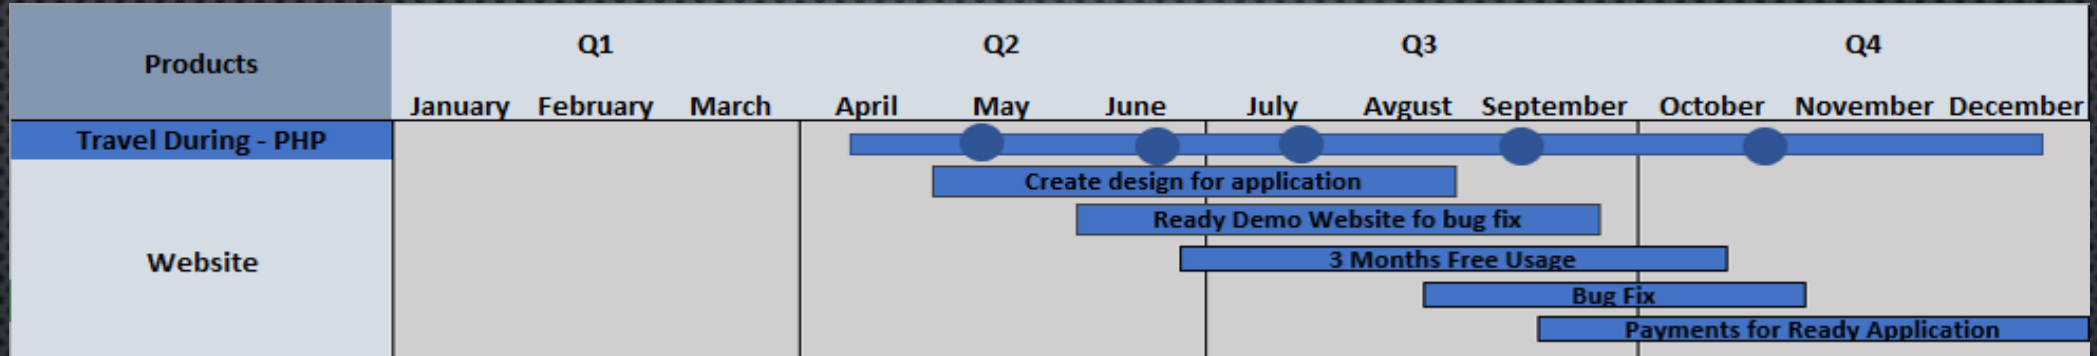 Products
Q1 Q2 Q3 Q4
January February March April May June July Avgust September October November December
Travel During - PHP
Create design for application
Ready Demo Website fo bug fix
Website
3 Months Free Usage
Bug Fix
Payments for Ready Application